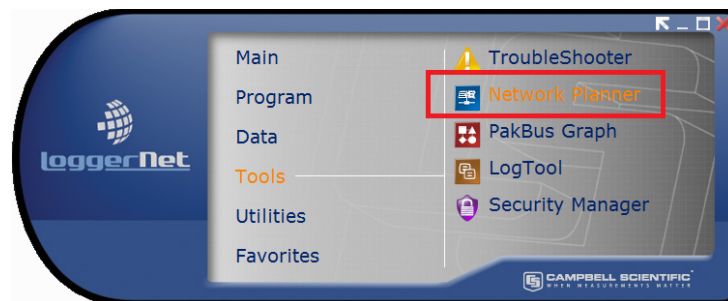 LoggerNet
Main
Program
Data
Tools
Utilities
Favorites
TroubleShooter
Network Planner
PakBus Graph
LogTool
Security Manager
CAMPBELL SCIENTIFIC
WHEN MEASUREMENTS MATTER